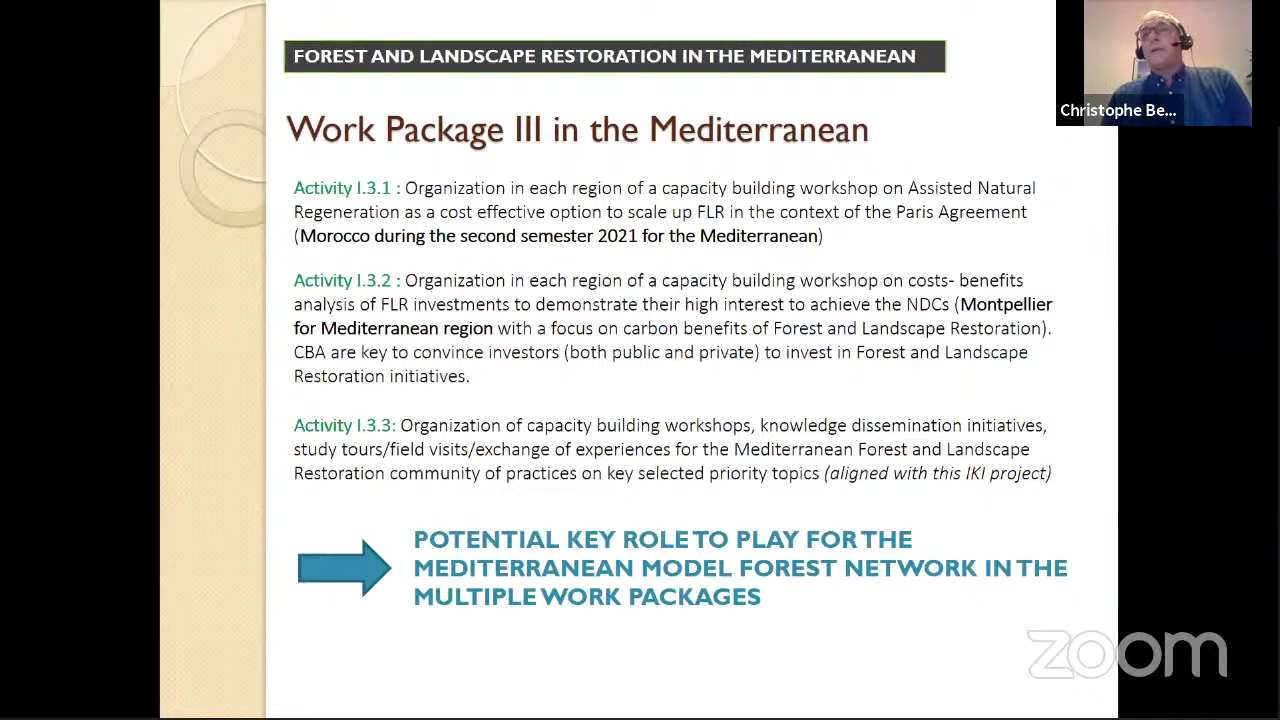 FOREST AND LANDSCAPE RESTORATION IN THE MEDITERRANEAN
Christophe Be...
Work Package III in the Mediterranean
Activity I.3.1 : Organization in each region of a capacity building workshop on Assisted Natural
Regeneration as a cost effective option to scale up FLR in the context of the Paris Agreement
(Morocco during the second semester 2021 for the Mediterranean)
Activity I.3.2 : Organization in each region of a capacity building workshop on costs- benefits
analysis of FLR investments to demonstrate their high interest to achieve the NDCs (Montpellier
for Mediterranean region with a focus on carbon benefits of Forest and Landscape Restoration).
CBA are key to convince investors (both public and private) to invest in Forest and Landscape
Restoration initiatives.
Activity I.3.3: Organization of capacity building workshops, knowledge dissemination initiatives,
study tours/field visits/exchange of experiences for the Mediterranean Forest and Landscape
Restoration community of practices on key selected priority topics (aligned with this IKI project)
POTENTIAL KEY ROLE TO PLAY FOR THE
MEDITERRANEAN MODEL FOREST NETWORK IN THE
MULTIPLE WORK PACKAGES
zoom